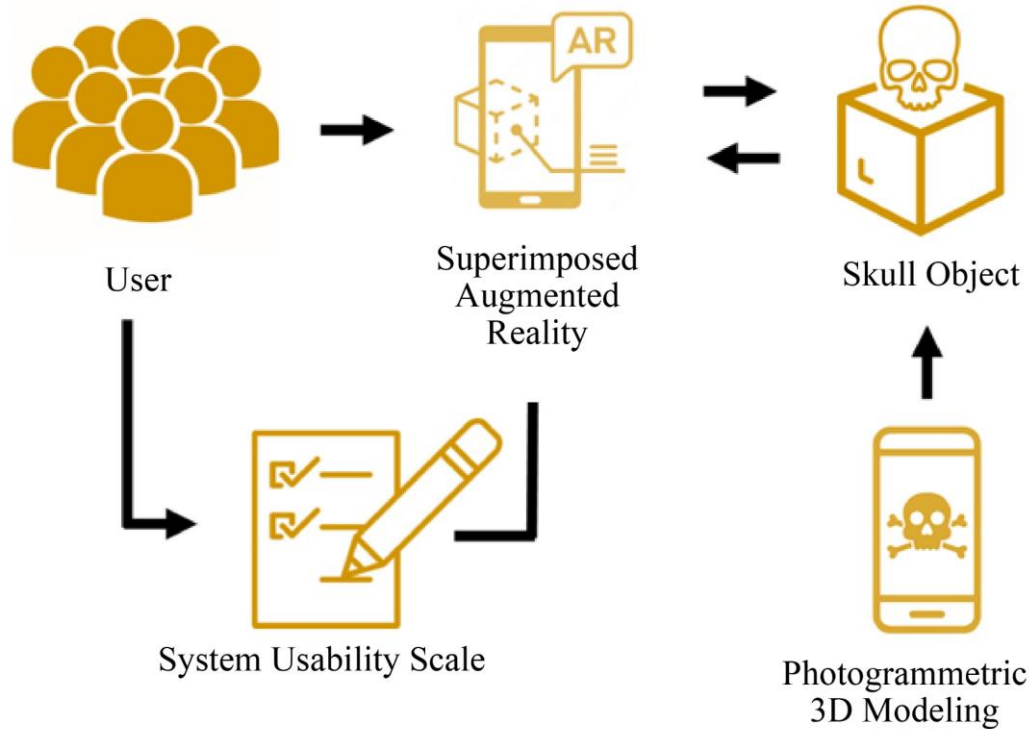 AR
User
Superimposed
Augmented
Reality
Skull Object
System Usability Scale
Photogrammetric
3D Modeling